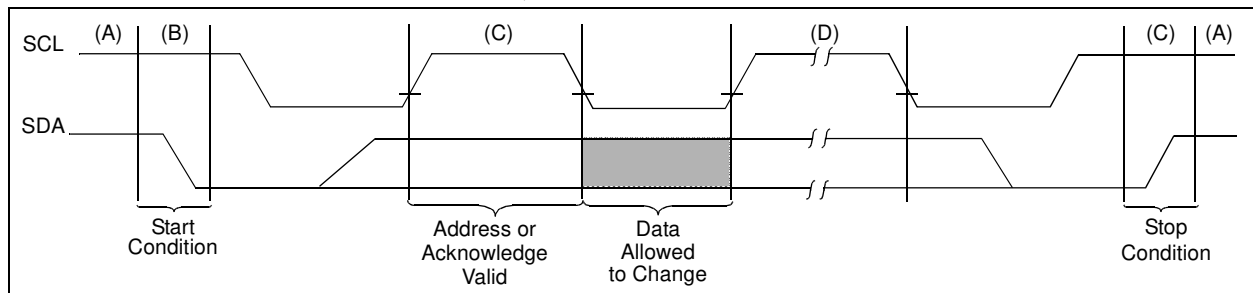 (A) (B) (C) (D) (C) (A)
SCL
SDA
Start
Condition
Address or
Acknowledge
Valid
Data
Allowed
to Change
Stop
Condition